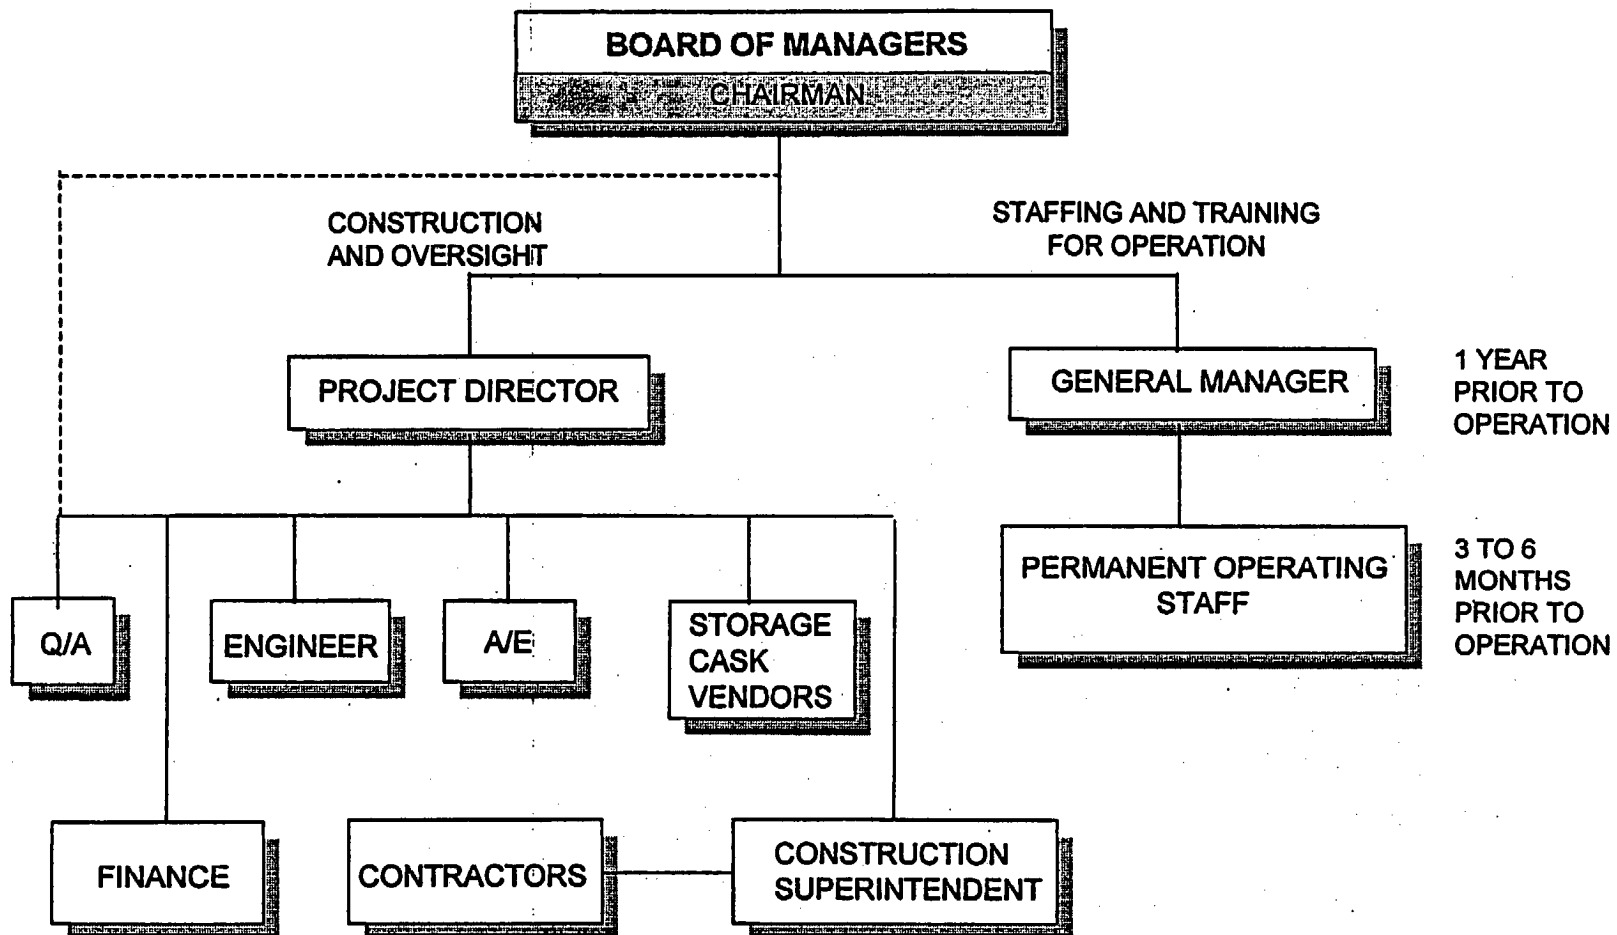 BOARD OF MANAGERS
CHAIRMAN
CONSTRUCTION
AND OVERSIGHT
STAFFING AND TRAINING
FOR OPERATION
PROJECT DIRECTOR
GENERAL MANAGER
1 YEAR
PRIOR TO
OPERATION
PERMANENT OPERATING
STAFF
3 TO 6
MONTHS
PRIOR TO
OPERATION
Q/A
ENGINEER
A/E
STORAGE
CASK
VENDORS
FINANCE
CONTRACTORS
CONSTRUCTION
SUPERINTENDENT